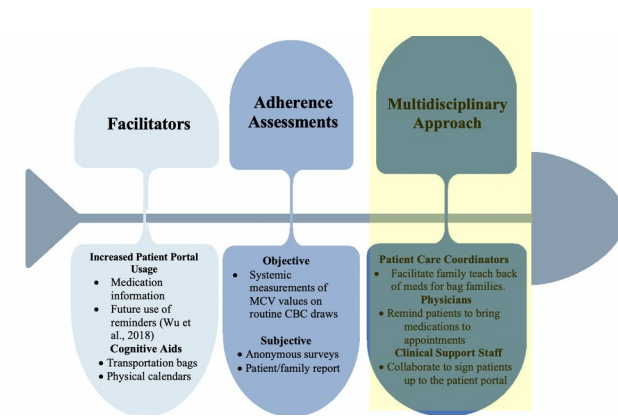 Facilitators
Increased Patient Portal
Usage
• Medication
information
• Future use of
reminders (Wu et
al., 2018)
Cognitive Aids
• Transportation bags
• Physical calendars
Adherence
Assessments
Objective
• Systemic
measurements of
MCV values on
routine CBC draws
Subjective
• Anonymous surveys
• Patient/family report
Multidisciplinary
Approach
Patient Care Coordinators
• Facilitate family teach back
of meds for bag families.
Physicians
• Remind patients to bring
medications to
appointments
Clinical Support Staff
• Collaborate to sign patients
up to the patient portal